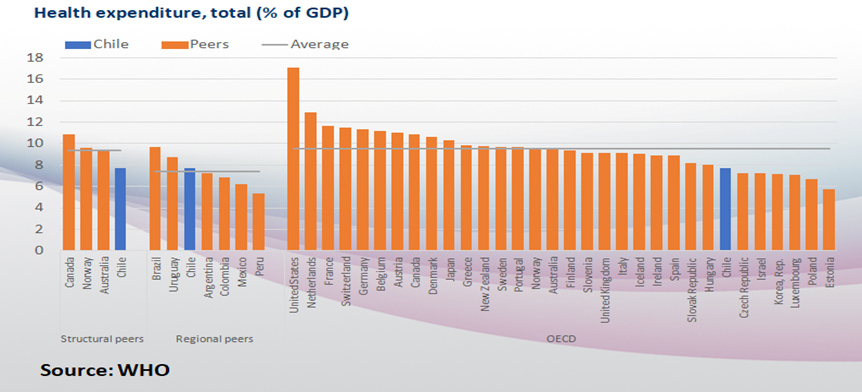 Health expenditure, total (% of GDP)
Chile Peers Average
18
16
14
12
10
8
6
4
2
0
Canada
Norway
Australia
Chile
Brazil
Uruguay
Chile
Argentina
Colombia
Mexico
Peru
United States
Netherlands
France
Switzerland
Germany
Belgium
Austria
Canada
Denmark
Japan
Greece
New Zealand
Sweden
Portugal
Norway
Australia
Finland
Slovenia
United Kingdom
Italy
Iceland
Ireland
Spain
Slovak Republic
Hungary
Chile
Czech Republic
Israel
Korea, Rep.
Luxembourg
Poland
Estonia
Structural peers Regional peers OECD
Source: WHO